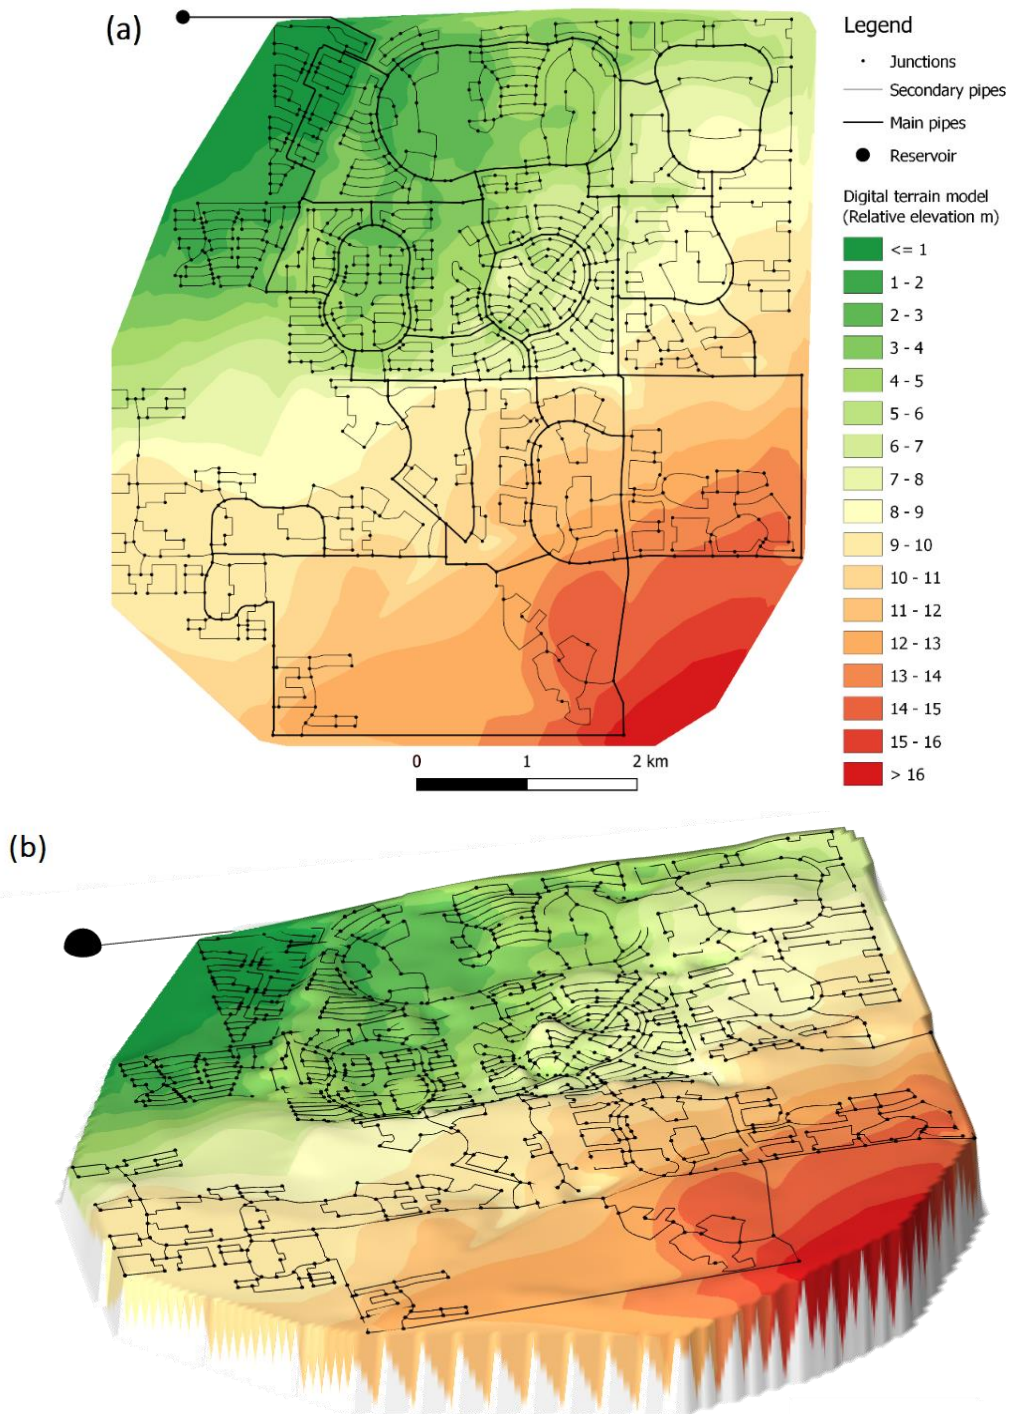 (a)
Legend
Junctions
Secondary pipes
Main pipes
Reservoir
Digital terrain model
(Relative elevation m)
<= 1
1 - 2
2 - 3
3 - 4
4 - 5
5 - 6
6 - 7
7 - 8
8 - 9
9 - 10
10 - 11
11 - 12
12 - 13
13 - 14
14 - 15
15 - 16
> 16
0 1 2 km
(b)